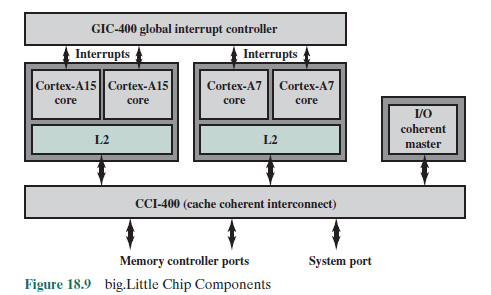 GIC-400 global interrupt controller
Interrupts
Interrupts
Cortex-A15 core
Cortex-A15 core
L2
Cortex-A7 core
Cortex-A7 core
L2
I/O
coherent
master
CCI-400 (cache coherent interconnect)
Memory controller ports
System port
Figure 18.9 big.Little Chip Components